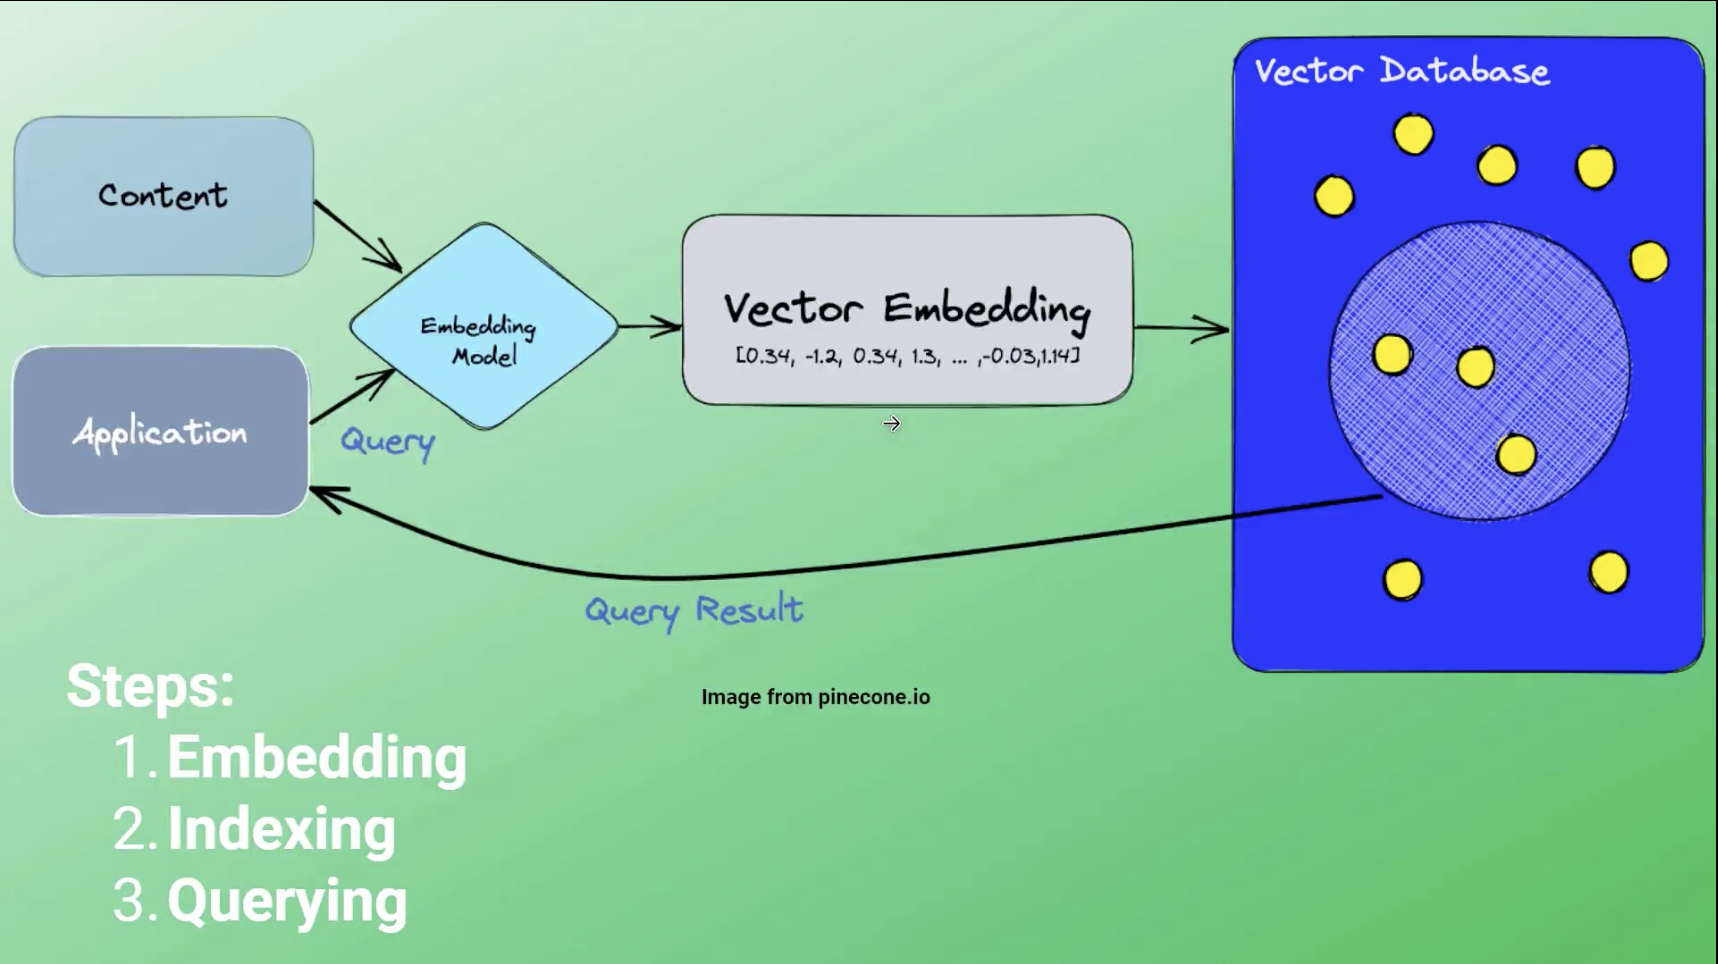 Vector Database
Content
Embedding
Model
Vector Embedding
[0.34, -1.2, 0.34, 1.3, ... ,-0.03,1.14]
Application
Query
Query Result
Image from pinecone.io
Steps:
1. Embedding
2. Indexing
3. Querying